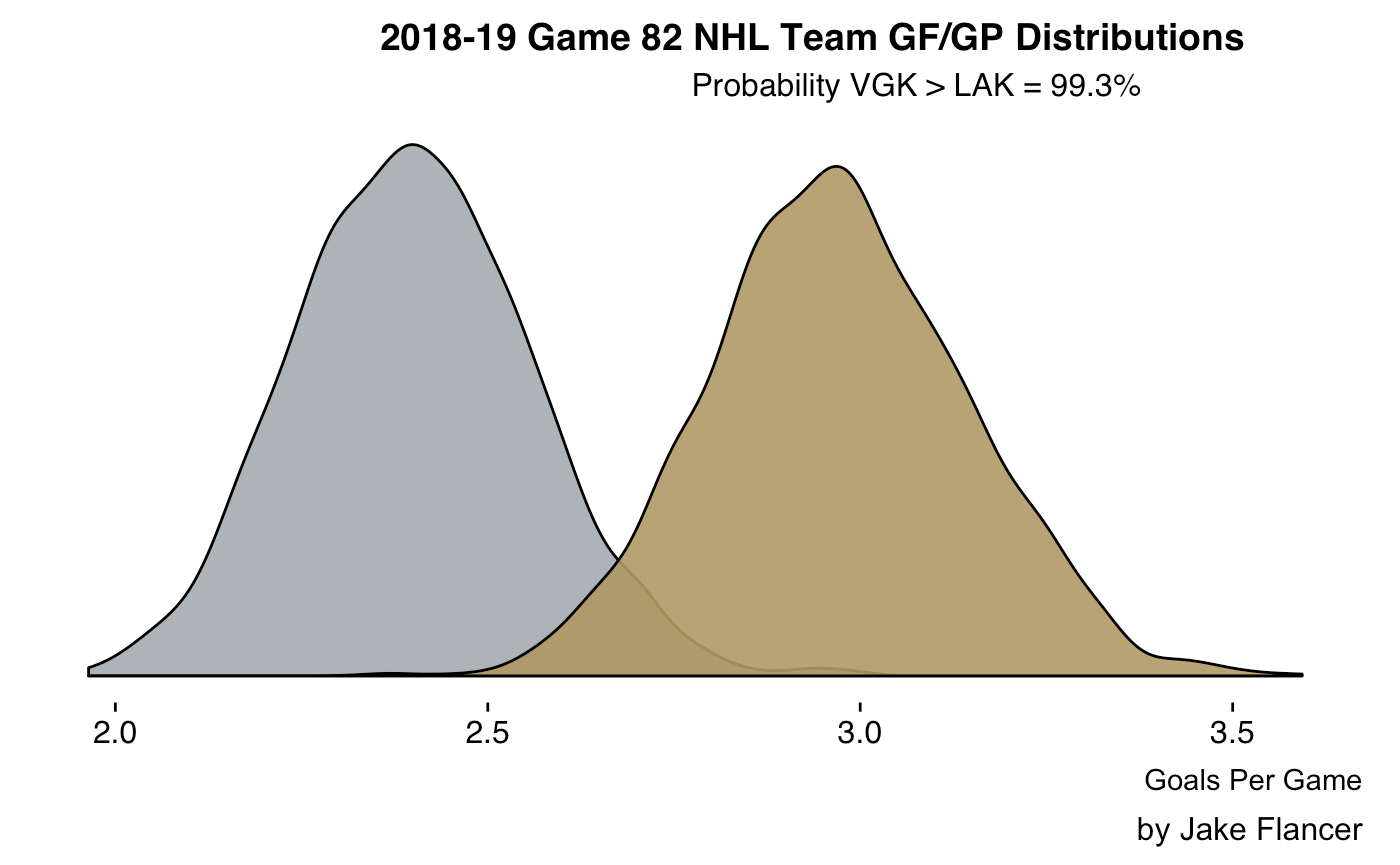 2018-19 Game 82 NHL Team GF/GP Distributions
Probability VGK > LAK = 99.3%
2.0 2.5 3.0 3.5
Goals Per Game
by Jake Flancer